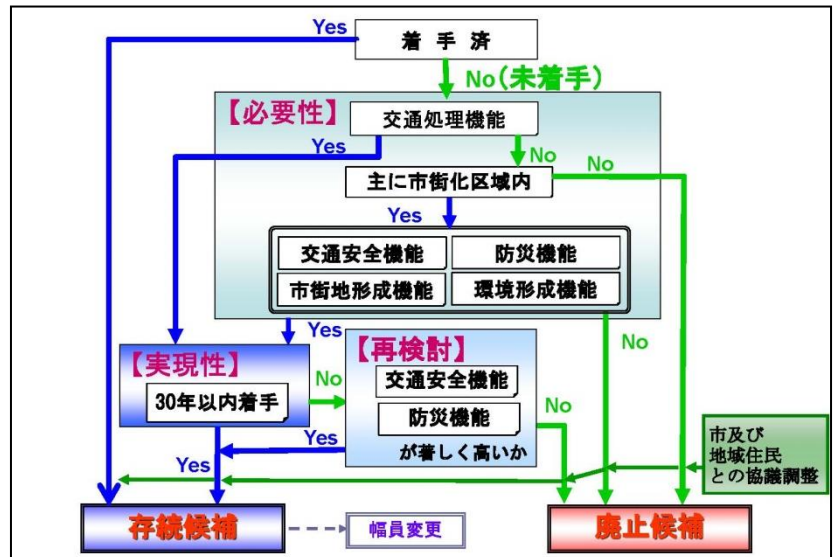 Yes
着手済
No(未着手)
【必要性】
交通処理機能
Yes
No
主に市街化区域内
No
Yes
交通安全機能
防災機能
市街地形成機能
環境形成機能
Yes
No
【実現性】
30年以内着手
No
【再検討】
交通安全機能
防災機能
が著しく高いか
No
Yes
Yes
市及び
地域住民
との協議調整
存続候補
幅員変更
廃止候補